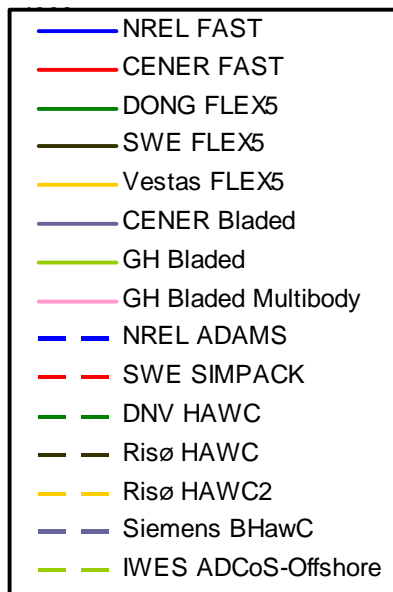 NREL FAST
CENER FAST
DONG FLEX5
SWE FLEX5
Vestas FLEX5
CENER Bladed
GH Bladed
GH Bladed Multibody
NREL ADAMS
SWE SIMPACK
DNV HAWC
Risø HAWC
Risø HAWC2
Siemens BHawC
IWES ADCoS-Offshore